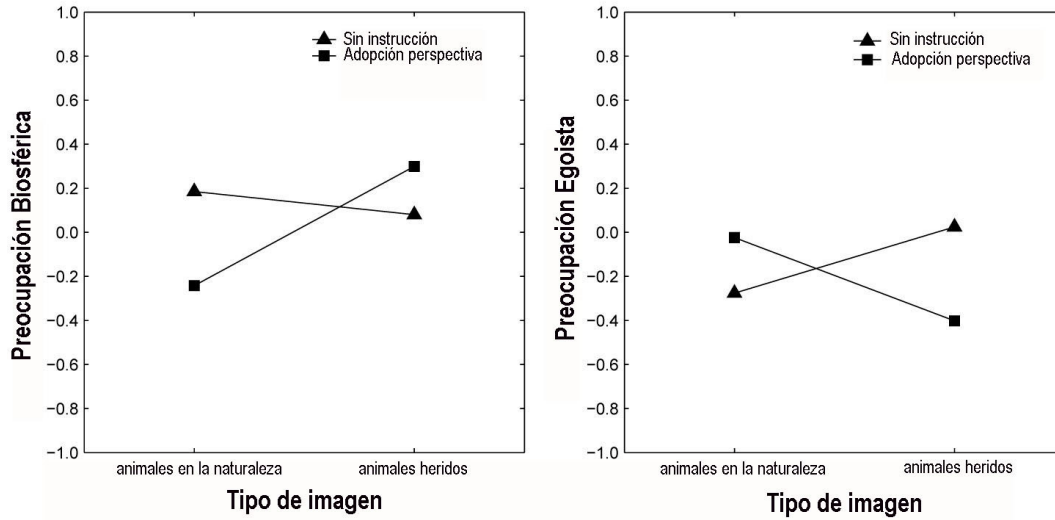 Preocupación Biosférica
1.0
0.8
0.6
0.4
0.2
0.0
−0.2
−0.4
−0.6
−0.8
−1.0
Sin instrucción
Adopción perspectiva
animales en la naturaleza
animales heridos
Tipo de imagen
Preocupación Egoista
1.0
0.8
0.6
0.4
0.2
0.0
−0.2
−0.4
−0.6
−0.8
−1.0
Sin instrucción
Adopción perspectiva
animales en la naturaleza
animales heridos
Tipo de imagen